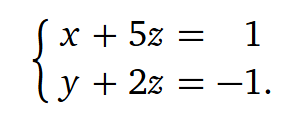 x + 5z = 1
y + 2z = −1.